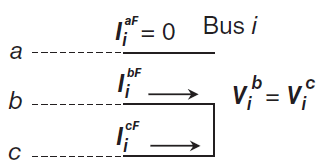 I_i^{aF} = 0 Bus i
a
I_i^{bF}
b V_i^b = V_i^c
I_i^{cF}
c